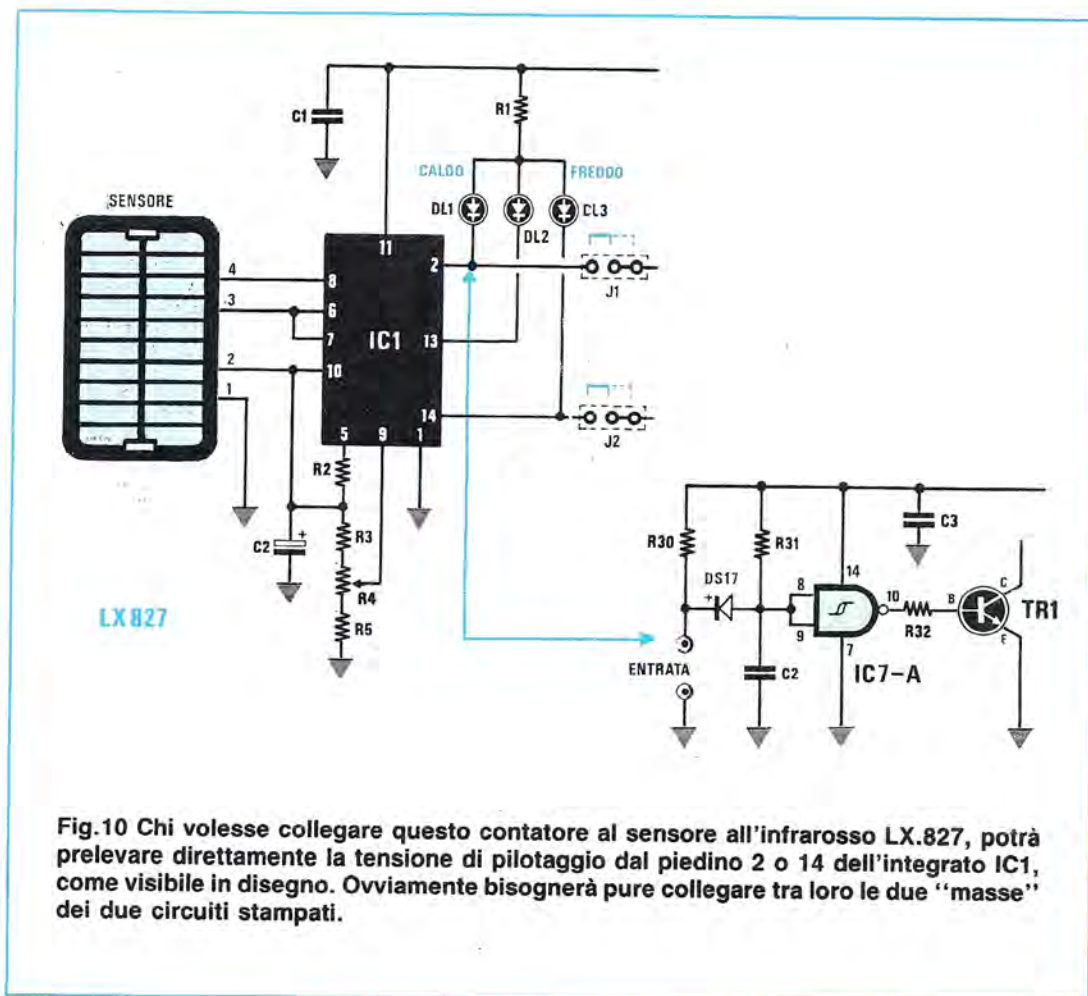 C1
R1
CALDO
FREDDO
SENSORE
DL1
DL2
DL3
11
2
4
8
J1
3
6
7
IC1
13
2
10
1
14
J2
5
9
1
R2
C2
+
R3
R4
R5
LX827
R30
R31
C3
DS17
+
14
8
9
10
B
C
E
TR1
R32
7
ENTRATA
C2
IC7-A
Fig.10 Chi volesse collegare questo contatore al sensore all'infrarosso LX.827, potrà
prelevare direttamente la tensione di pilotaggio dal piedino 2 o 14 dell'integrato IC1,
come visibile in disegno. Ovviamente bisognerà pure collegare tra loro le due ‘‘masse’’
dei due circuiti stampati.